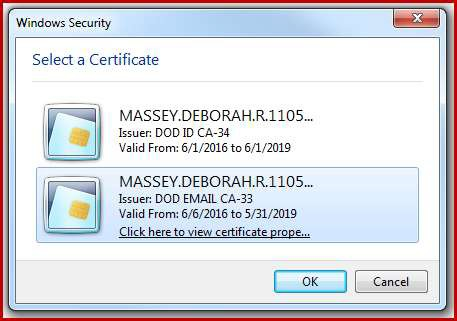 Windows Security
Select a Certificate
MASSEY.DEBORAH.R.1105...
Issuer: DOD ID CA-34
Valid From: 6/1/2016 to 6/1/2019
MASSEY.DEBORAH.R.1105...
Issuer: DOD EMAIL CA-33
Valid From: 6/6/2016 to 5/31/2019
Click here to view certificate prope...
OK
Cancel